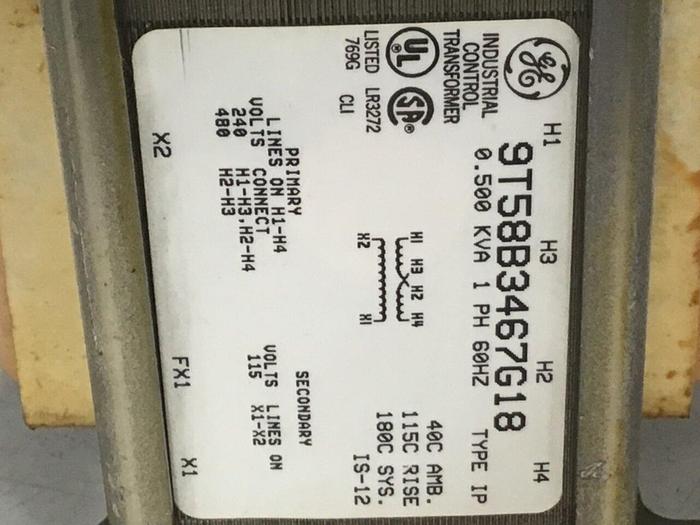 H1 H3 H2 H4
GE
9T58B3467G18
INDUSTRIAL
CONTROL
TRANSFORMER
0.500 KVA 1 PH 60HZ TYPE IP
UL
SA
LISTED LR3272
769G CLI
40C AMB.
115C RISE
180C SYS.
IS-12
H1 H3 H2 H4
X2 X1
PRIMARY
LINES ON H1-H4
VOLTS CONNECT
240 H1-H3,H2-H4
480 H2-H3
SECONDARY
VOLTS LINES ON
115 X1-X2
X2 FX1 X1